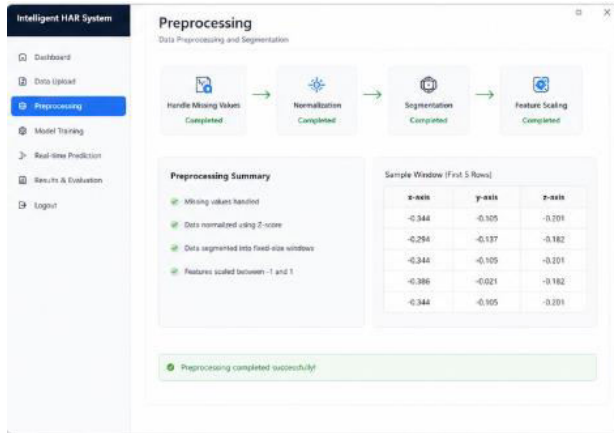 Intelligent HAR System
Dashboard
Data Upload
Preprocessing
Model Training
Real-time Prediction
Results & Evaluation
Logout
Preprocessing
Data Preprocessing and Segmentation
Handle Missing Values
Completed
Normalization
Completed
Segmentation
Completed
Feature Scaling
Completed
Preprocessing Summary
Missing values handled
Data normalized using Z-score
Data segmented into fixed-size windows
Features scaled between -1 and 1
Sample Window (First 5 Rows)
y-axis
-0.344 -0.105 -0.201
-0.294 -0.137 -0.182
-0.344 -0.105 -0.201
-0.386 -0.021 -0.182
-0.344 -0.105 -0.201
Preprocessing completed successfully!